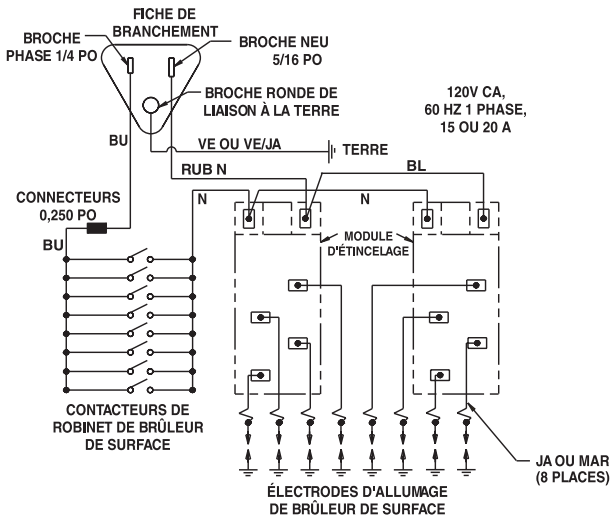 FICHE DE
BRANCHEMENT
BROCHE
PHASE 1/4 PO
BROCHE NEU
5/16 PO
BROCHE RONDE DE
LIAISON À LA TERRE
120V CA,
60 HZ 1 PHASE,
15 OU 20 A
BU
VE OU VE/JA
TERRE
RUB N
BL
CONNECTEURS
0,250 PO
N
N
BU
MODULE
D'ÉTINCELAGE
CONTACTEURS DE
ROBINET DE BRÛLEUR
DE SURFACE
JA OU MAR
(8 PLACES)
ÉLECTRODES D'ALLUMAGE
DE BRÛLEUR DE SURFACE